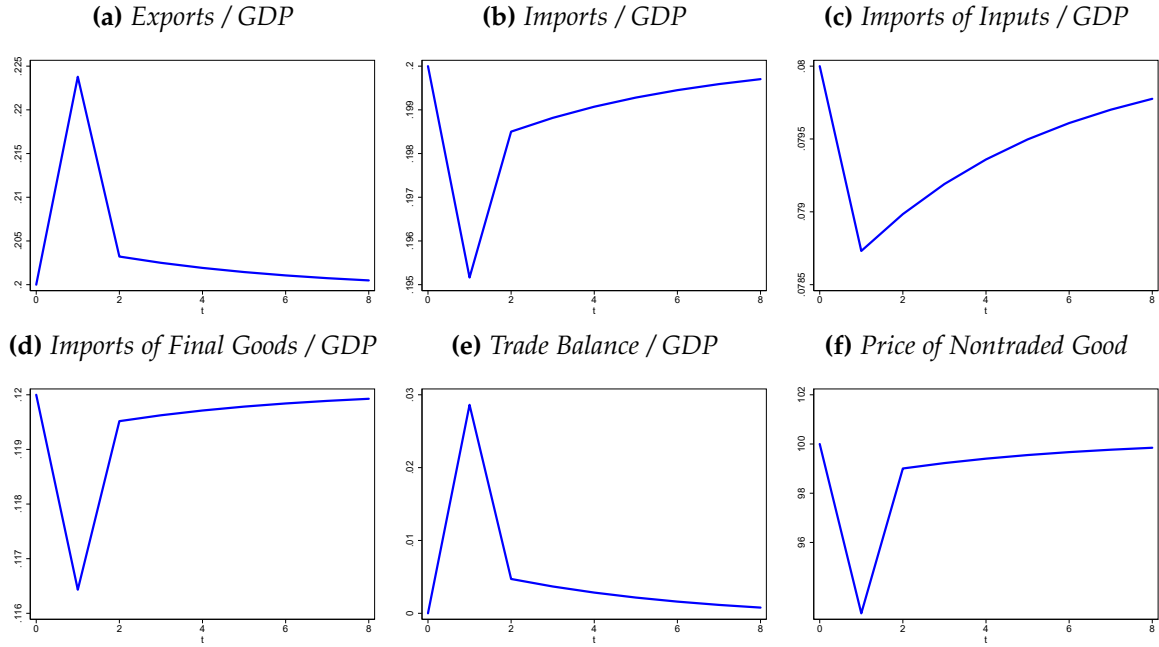 (a) Exports / GDP
(b) Imports / GDP
(c) Imports of Inputs / GDP
.225
.22
.215
.21
.205
.2
0 2 4 6 8
t
.2
.199
.198
.197
.196
.195
0 2 4 6 8
t
.08
.0795
.079
.0785
0 2 4 6 8
t
(d) Imports of Final Goods / GDP
(e) Trade Balance / GDP
(f) Price of Nontraded Good
.12
.119
.118
.117
.116
0 2 4 6 8
t
.03
.02
.01
0
0 2 4 6 8
t
102
100
98
96
0 2 4 6 8
t